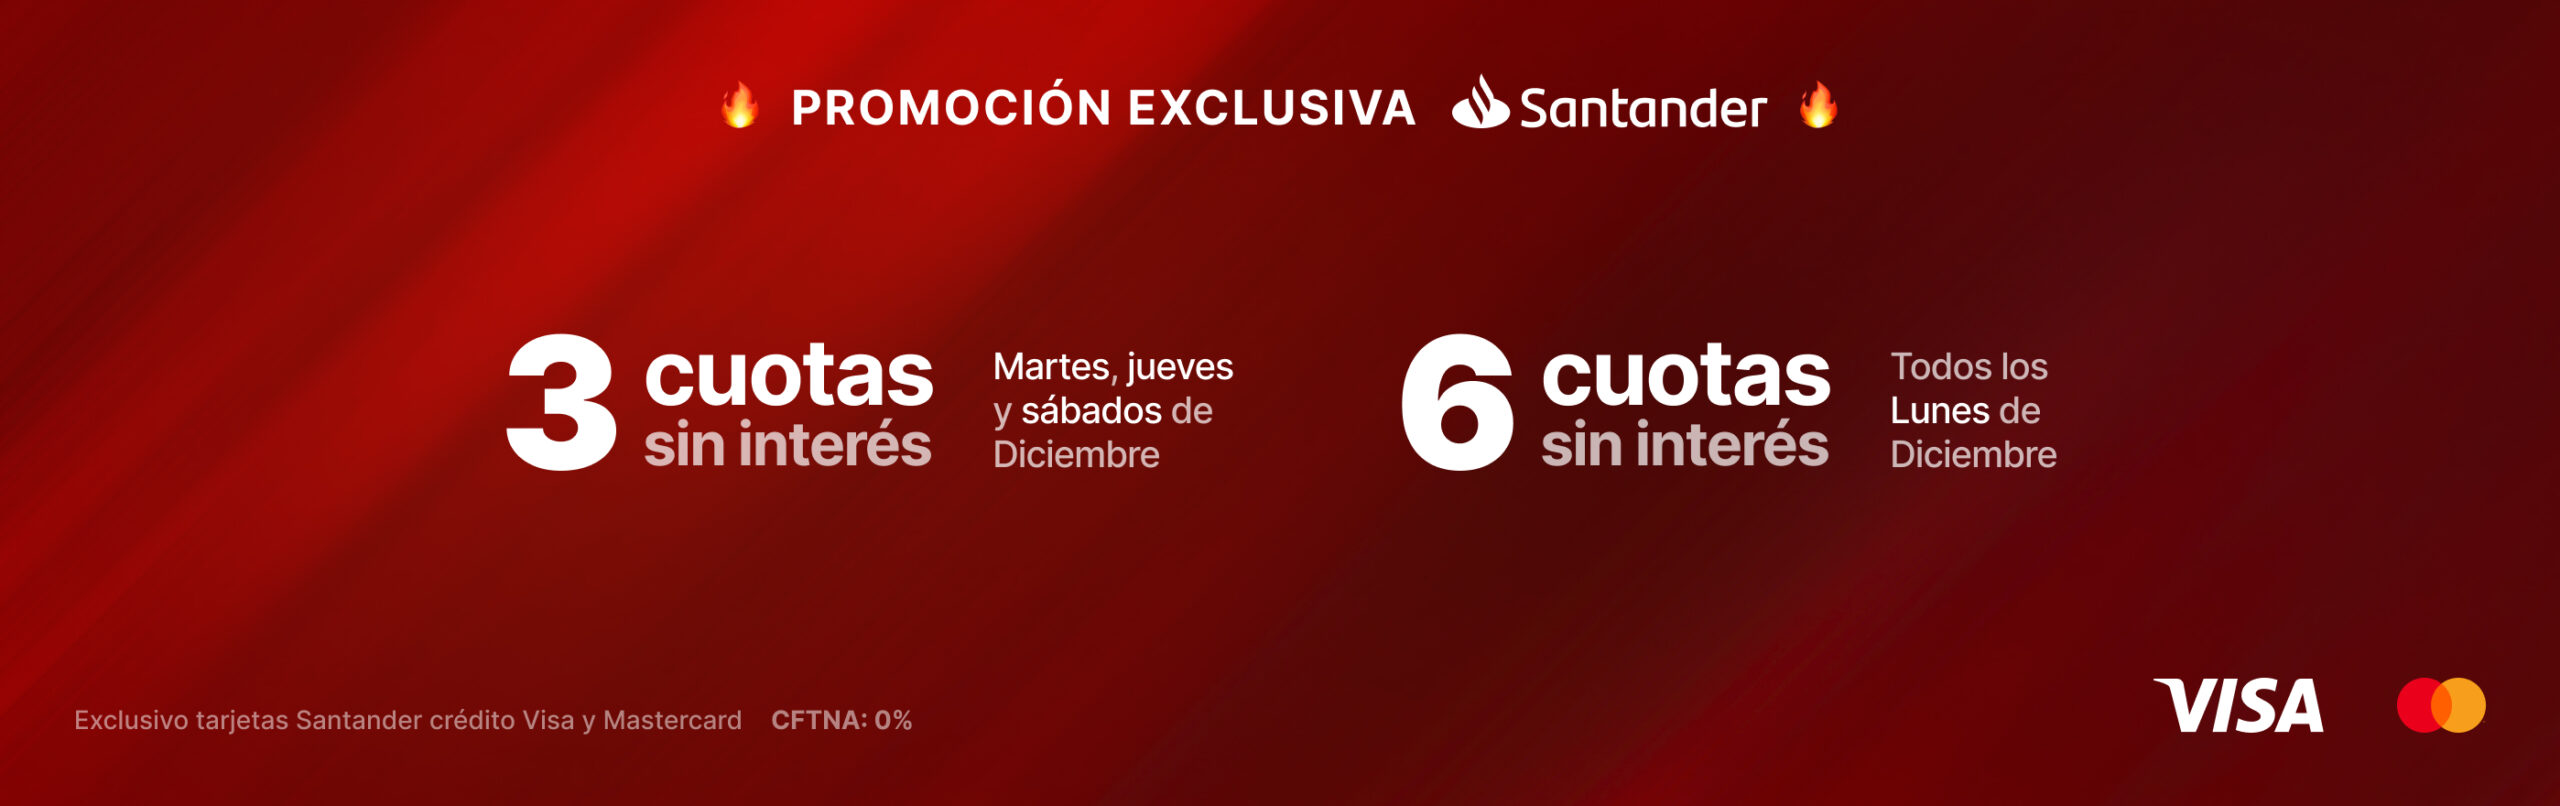 🔥 PROMOCIÓN EXCLUSIVA Santander 🔥
3 cuotas
sin interés
Martes, jueves
y sábados de
Diciembre
6 cuotas
sin interés
Todos los
Lunes de
Diciembre
Exclusivo tarjetas Santander crédito Visa y Mastercard CFTNA: 0%
VISA